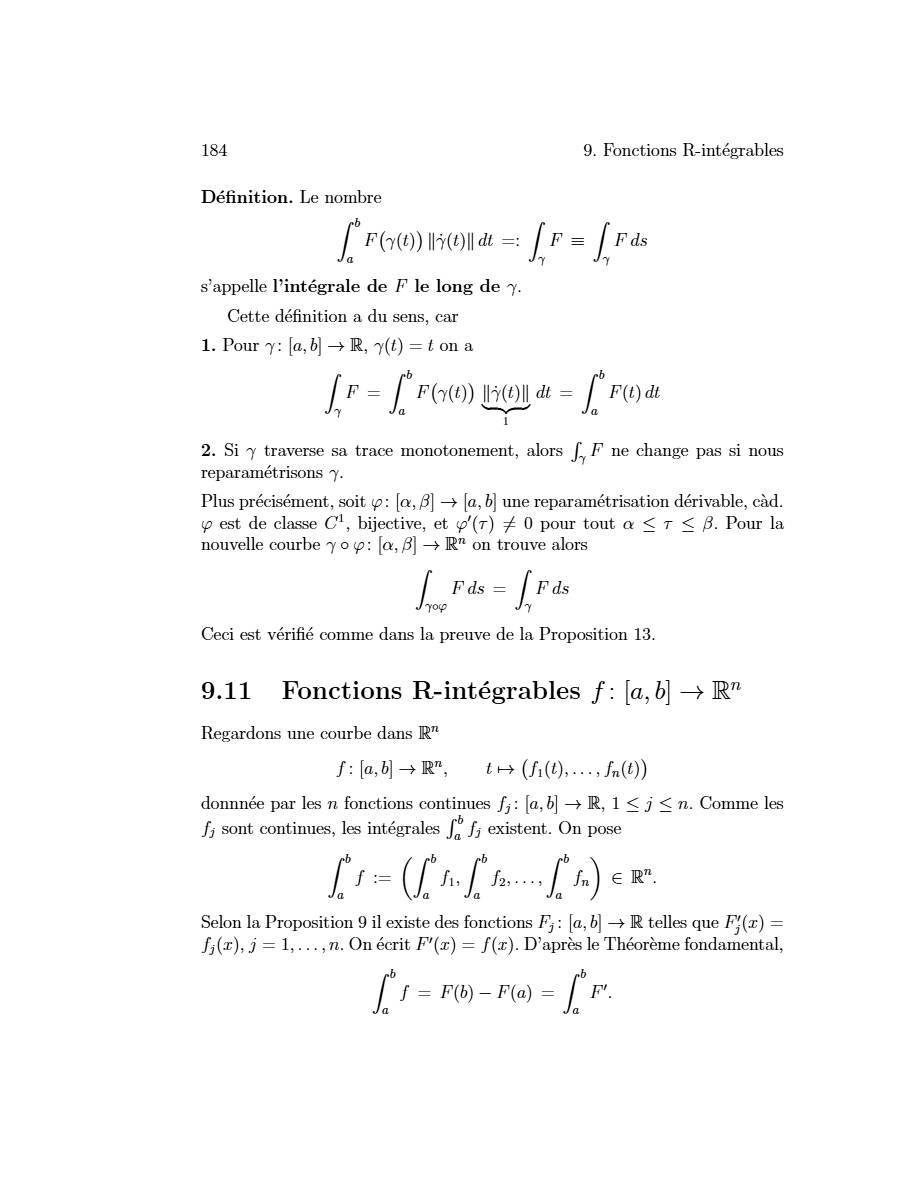 184 9. Fonctions R-intégrables
Définition. Le nombre
∫_a^b F(γ(t)) ‖γ̇(t)‖ dt =: ∫_γ F ≡ ∫_γ F ds
s'appelle l'intégrale de F le long de γ.
Cette définition a du sens, car
1. Pour γ: [a, b] → ℝ, γ(t) = t on a
∫_γ F = ∫_a^b F(γ(t)) ‖γ̇(t)‖ dt = ∫_a^b F(t) dt
1
2. Si γ traverse sa trace monotonement, alors ∫_γ F ne change pas si nous
reparamétrisons γ.
Plus précisément, soit φ: [α, β] → [a, b] une reparamétrisation dérivable, càd.
φ est de classe C¹, bijective, et φ′(τ) ≠ 0 pour tout α ≤ τ ≤ β. Pour la
nouvelle courbe γ ∘ φ: [α, β] → ℝⁿ on trouve alors
∫_{γ∘φ} F ds = ∫_γ F ds
Ceci est vérifié comme dans la preuve de la Proposition 13.
9.11 Fonctions R-intégrables f : [a, b] → ℝⁿ
Regardons une courbe dans ℝⁿ
f : [a, b] → ℝⁿ, t ↦ (f₁(t), . . . , fₙ(t))
donnnée par les n fonctions continues f_j : [a, b] → ℝ, 1 ≤ j ≤ n. Comme les
f_j sont continues, les intégrales ∫_a^b f_j existent. On pose
∫_a^b f := (∫_a^b f₁, ∫_a^b f₂, . . . , ∫_a^b fₙ) ∈ ℝⁿ.
Selon la Proposition 9 il existe des fonctions F_j : [a, b] → ℝ telles que F′_j(x) =
f_j(x), j = 1, . . . , n. On écrit F′(x) = f(x). D'après le Théorème fondamental,
∫_a^b f = F(b) − F(a) = ∫_a^b F′.